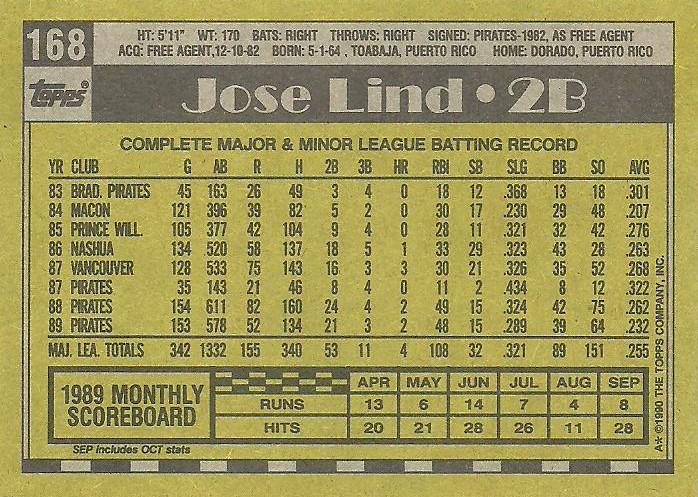 168
HT: 5'11" WT: 170 BATS: RIGHT THROWS: RIGHT SIGNED: PIRATES-1982, AS FREE AGENT
ACQ: FREE AGENT,12-10-82 BORN: 5-1-64 , TOABAJA, PUERTO RICO HOME: DORADO, PUERTO RICO
topps®
Jose Lind • 2B
COMPLETE MAJOR & MINOR LEAGUE BATTING RECORD
YR CLUB G AB R H 2B 3B HR RBI SB SLG BB SO AVG
83 BRAD. PIRATES 45 163 26 49 3 4 0 18 12 .368 13 18 .301
84 MACON 121 396 39 82 5 2 0 30 17 .230 29 48 .207
85 PRINCE WILL. 105 377 42 104 9 4 0 28 11 .321 32 42 .276
86 NASHUA 134 520 58 137 18 5 1 33 29 .323 43 28 .263
87 VANCOUVER 128 533 75 143 16 3 3 30 21 .326 35 52 .268
87 PIRATES 35 143 21 46 8 4 0 11 2 .434 8 12 .322
88 PIRATES 154 611 82 160 24 4 2 49 15 .324 42 75 .262
89 PIRATES 153 578 52 134 21 3 2 48 15 .289 39 64 .232
MAJ. LEA. TOTALS 342 1332 155 340 53 11 4 108 32 .321 89 151 .255
1989 MONTHLY SCOREBOARD
APR MAY JUN JUL AUG SEP
RUNS 13 6 14 7 4 8
HITS 20 21 28 26 11 28
SEP includes OCT stats
A* ©1990 THE TOPPS COMPANY, INC.